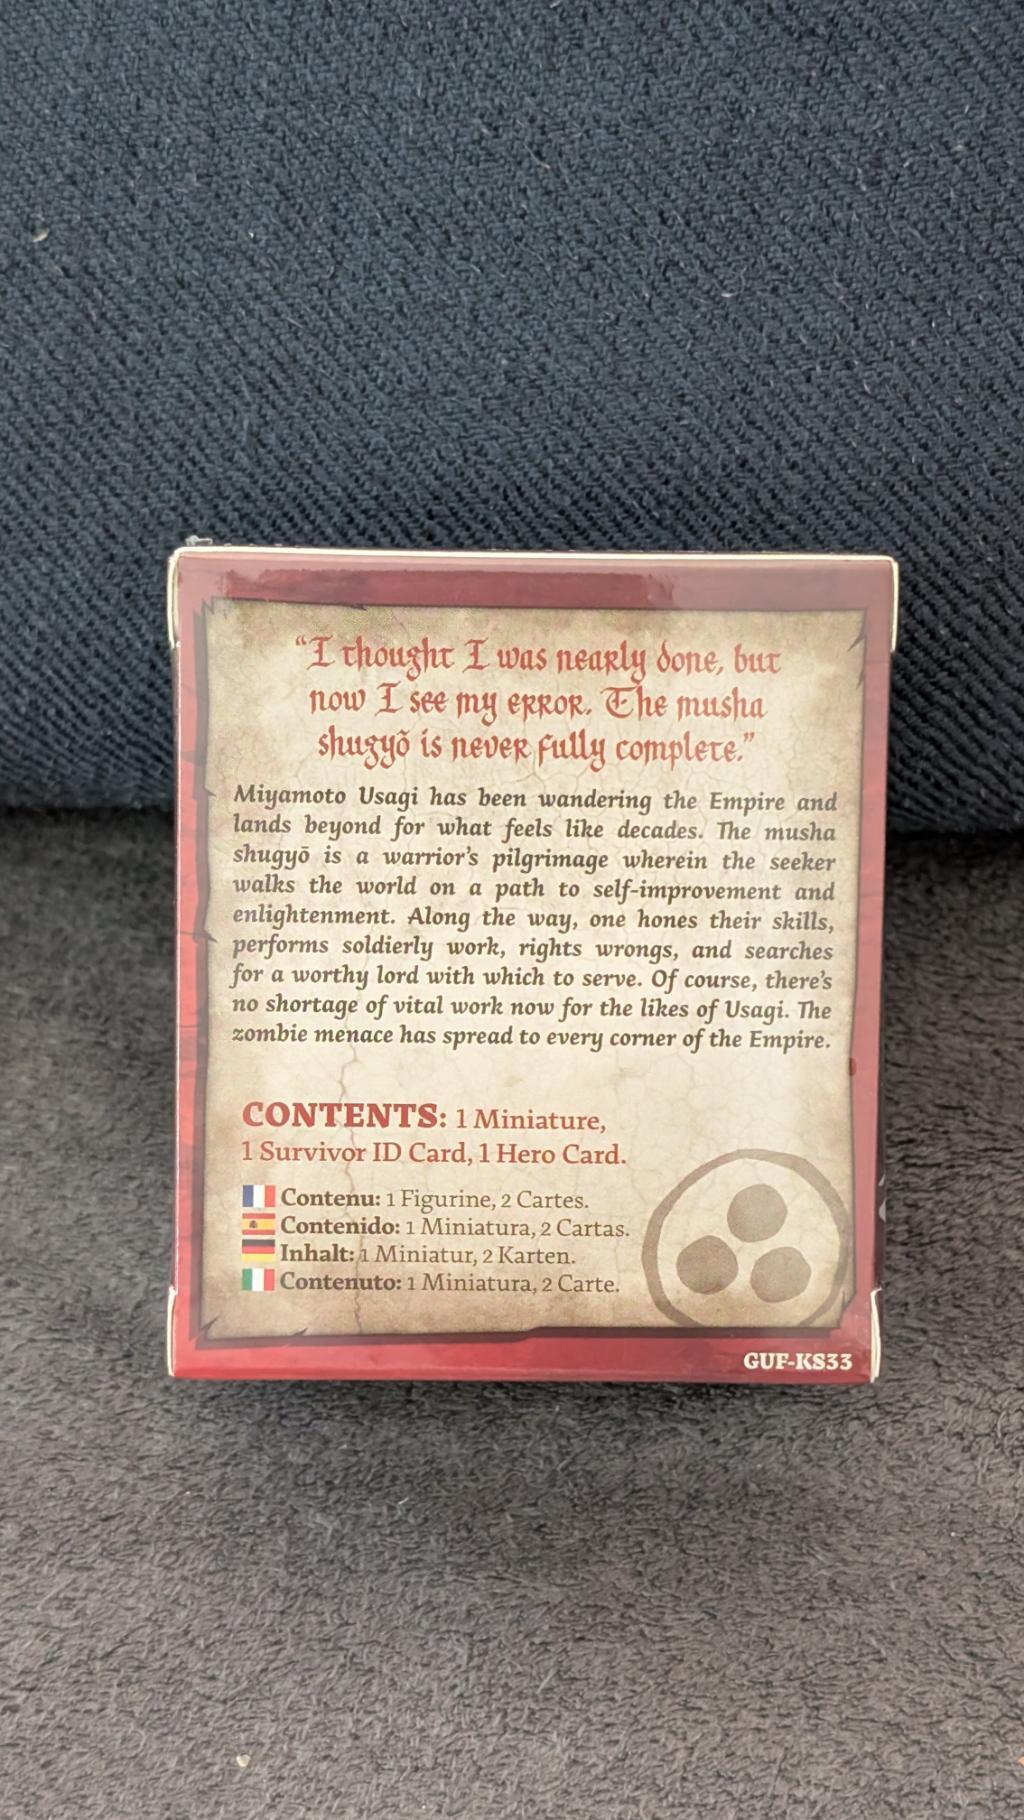 “I thought I was nearly done, but
now I see my error. The musha
shugyō is never fully complete.”
Miyamoto Usagi has been wandering the Empire and
lands beyond for what feels like decades. The musha
shugyō is a warrior’s pilgrimage wherein the seeker
walks the world on a path to self-improvement and
enlightenment. Along the way, one hones their skills,
performs soldierly work, rights wrongs, and searches
for a worthy lord with which to serve. Of course, there’s
no shortage of vital work now for the likes of Usagi. The
zombie menace has spread to every corner of the Empire.
CONTENTS: 1 Miniature,
1 Survivor ID Card, 1 Hero Card.
Contenu: 1 Figurine, 2 Cartes.
Contenido: 1 Miniatura, 2 Cartas.
Inhalt: 1 Miniatur, 2 Karten.
Contenuto: 1 Miniatura, 2 Carte.
GUF-KS33